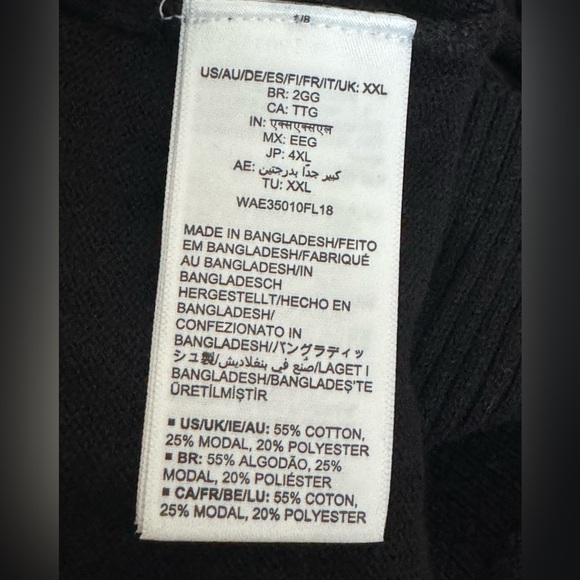 US/AU/DE/ES/FI/FR/IT/UK: XXL
BR: 2GG
CA: TTG
IN: एक्सएक्सएल
MX: EEG
JP: 4XL
AE: كبير جدًا بدرجتين
TU: XXL
WAE35010FL18
MADE IN BANGLADESH/FEITO
EM BANGLADESH/FABRIQUÉ
AU BANGLADESH/IN
BANGLADESCH
HERGESTELLT/HECHO EN
BANGLADESH/
CONFEZIONATO IN
BANGLADESH//バングラディッ
シュ製/صنع في بنغلاديش/LAGET I
BANGLADESH/BANGLADEŞ'TE
ÜRETİLMİŞTİR
▪ US/UK/IE/AU: 55% COTTON,
25% MODAL, 20% POLYESTER
▪ BR: 55% ALGODÃO, 25%
MODAL, 20% POLIÉSTER
▪ CA/FR/BE/LU: 55% COTON,
25% MODAL, 20% POLYESTER